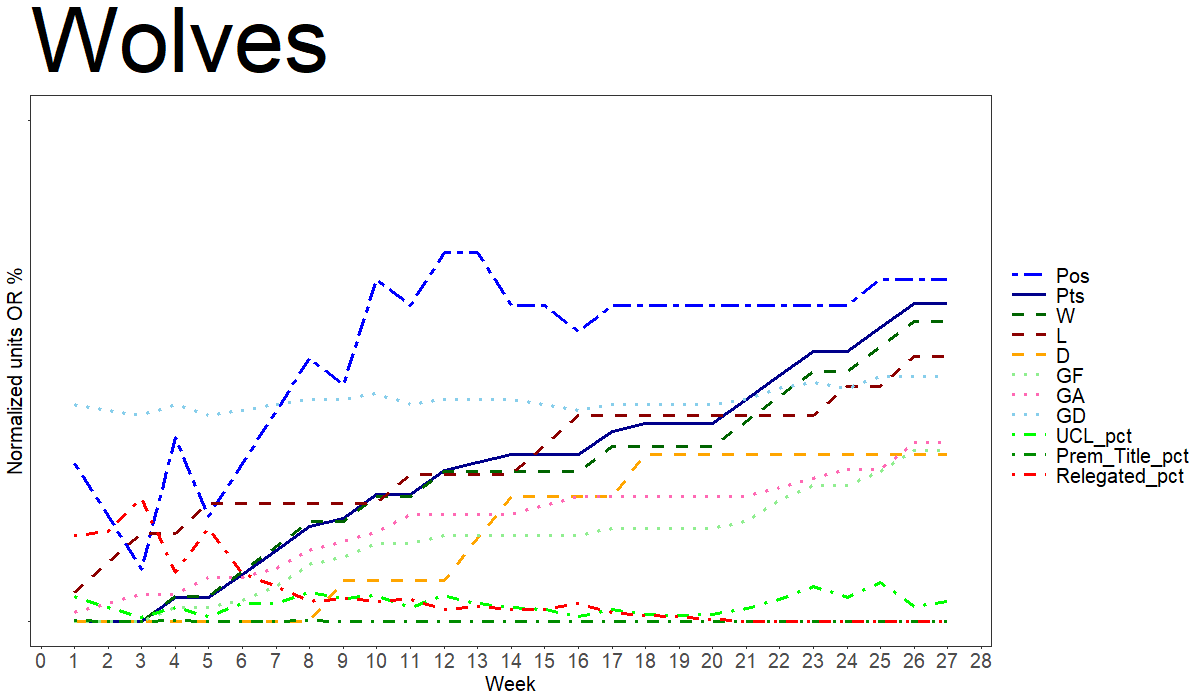 Wolves
Normalized units OR %
Pos
Pts
W
L
D
GF
GA
GD
UCL_pct
Prem_Title_pct
Relegated_pct
0 1 2 3 4 5 6 7 8 9 10 11 12 13 14 15 16 17 18 19 20 21 22 23 24 25 26 27 28
Week